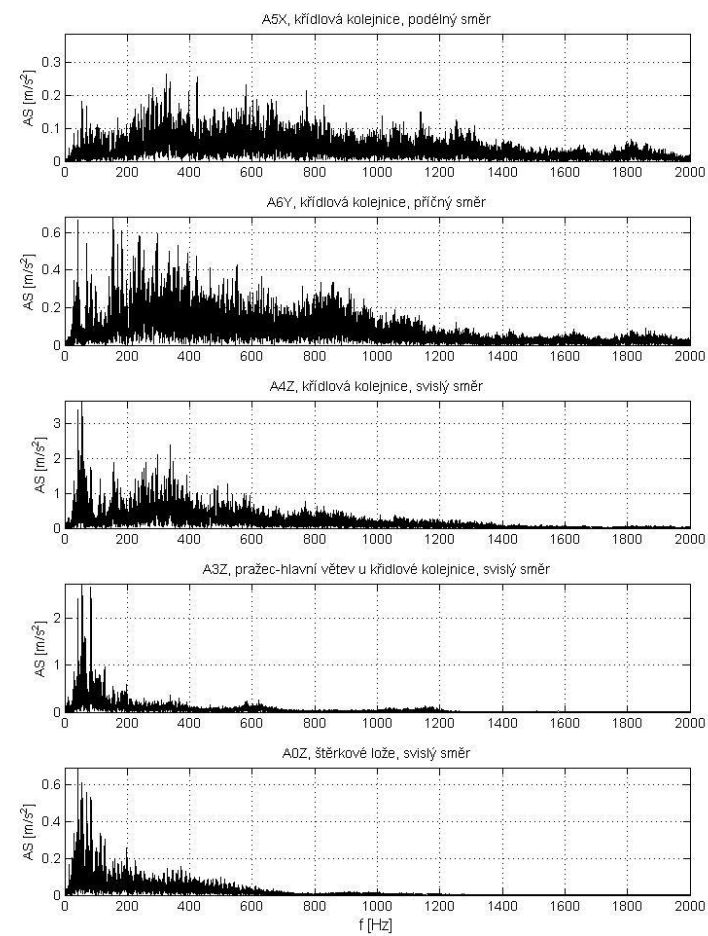 A5X, křídlová kolejnice, podélný směr
AS [m/s²]
0.3
0.2
0.1
0
0 200 400 600 800 1000 1200 1400 1600 1800 2000
A6Y, křídlová kolejnice, příčný směr
AS [m/s²]
0.6
0.4
0.2
0
0 200 400 600 800 1000 1200 1400 1600 1800 2000
A4Z, křídlová kolejnice, svislý směr
AS [m/s²]
3
2
1
0
0 200 400 600 800 1000 1200 1400 1600 1800 2000
A3Z, pražec-hlavní větev u křidlové kolejnice, svislý směr
AS [m/s²]
2
1
0
0 200 400 600 800 1000 1200 1400 1600 1800 2000
A0Z, štěrkové lože, svislý směr
AS [m/s²]
0.6
0.4
0.2
0
0 200 400 600 800 1000 1200 1400 1600 1800 2000
f [Hz]